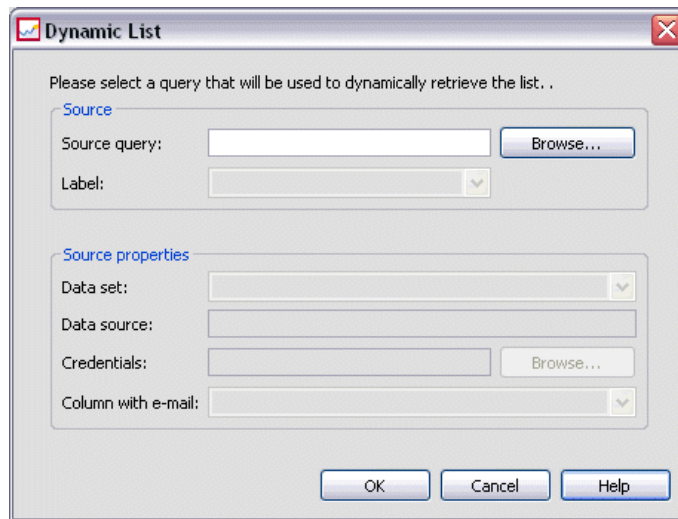 Dynamic List
Please select a query that will be used to dynamically retrieve the list. .
Source
Source query:
Browse...
Label:
Source properties
Data set:
Data source:
Credentials:
Browse...
Column with e-mail:
OK
Cancel
Help